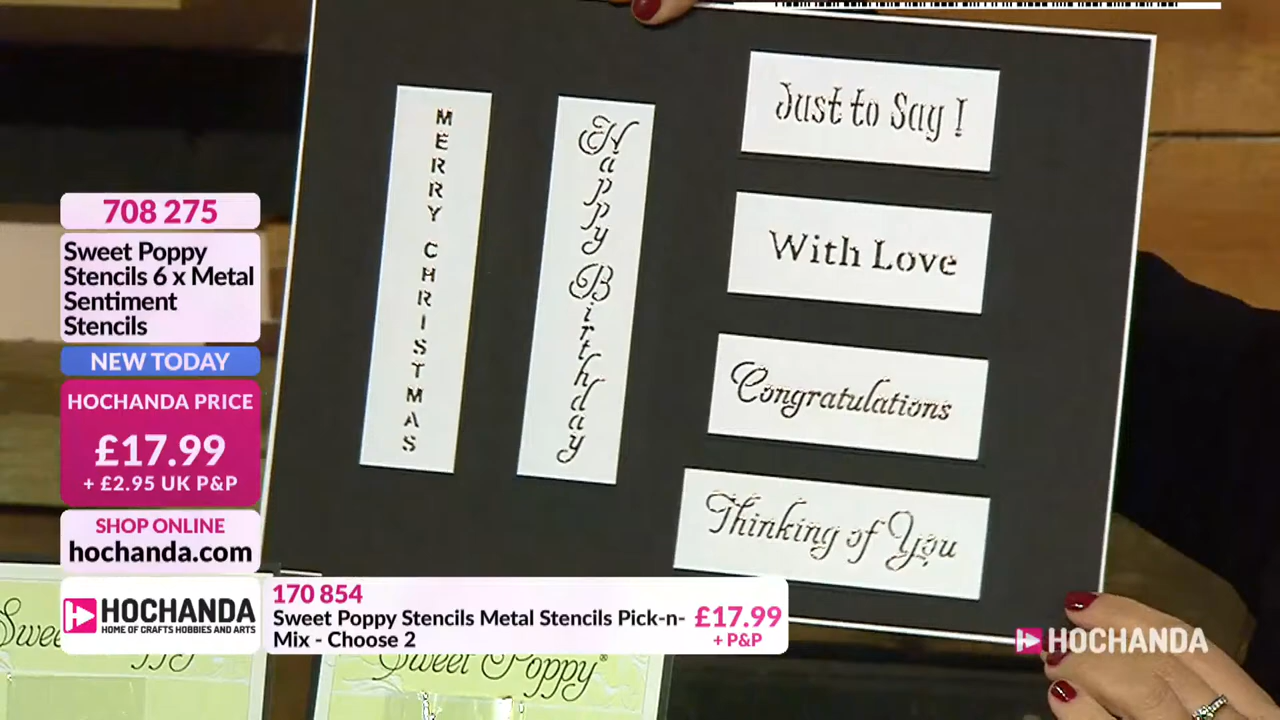 MERRY CHRISTMAS
Happy Birthday
Just to Say !
With Love
Congratulations
Thinking of You
708 275
Sweet Poppy
Stencils 6 x Metal
Sentiment
Stencils
NEW TODAY
HOCHANDA PRICE
£17.99
+ £2.95 UK P&P
SHOP ONLINE
hochanda.com
HOCHANDA
HOME OF CRAFTS HOBBIES AND ARTS
170 854
Sweet Poppy Stencils Metal Stencils Pick-n-
Mix - Choose 2
£17.99
+ P&P
HOCHANDA
Sweet Poppy®